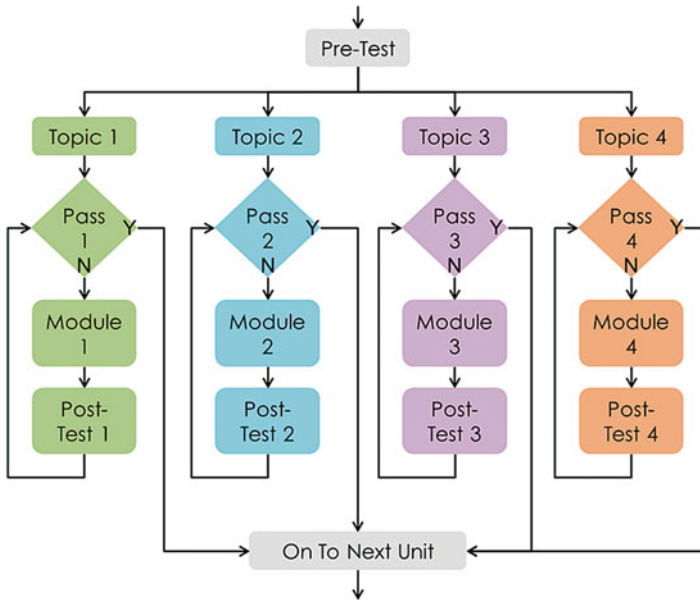 Pre-Test
Topic 1
Topic 2
Topic 3
Topic 4
Pass
1
Y
N
Pass
2
Y
N
Pass
3
Y
N
Pass
4
Y
N
Module
1
Module
2
Module
3
Module
4
Post-
Test 1
Post-
Test 2
Post-
Test 3
Post-
Test 4
On To Next Unit